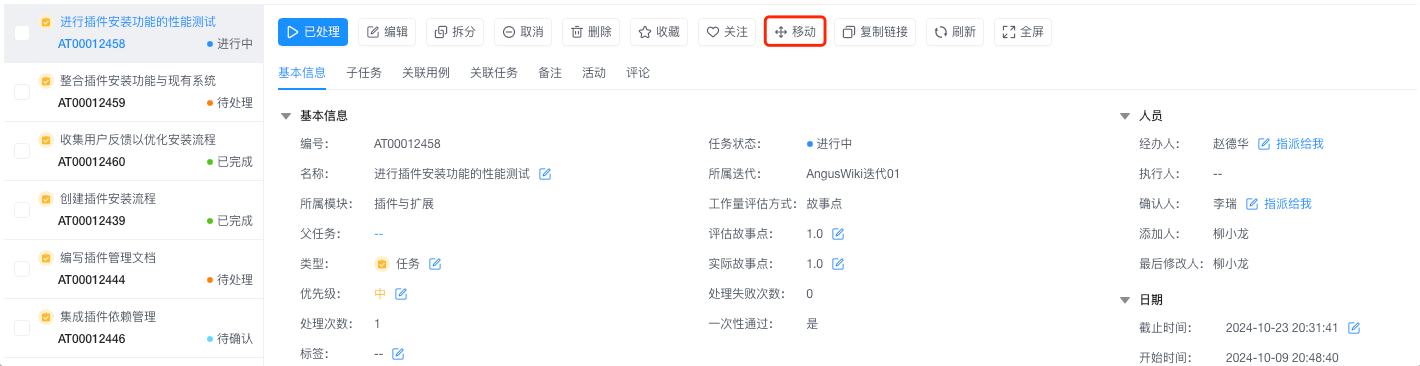 进行插件安装功能的性能测试
AT00012458 进行中
整合插件安装功能与现有系统
AT00012459 待处理
收集用户反馈以优化安装流程
AT00012460 已完成
创建插件安装流程
AT00012439 已完成
编写插件管理文档
AT00012444 待处理
集成插件依赖管理
AT00012446 待确认
已处理 编辑 拆分 取消 删除 收藏 关注 移动 复制链接 刷新 全屏
基本信息 子任务 关联用例 关联任务 备注 活动 评论
基本信息
编号： AT00012458 任务状态： 进行中
名称： 进行插件安装功能的性能测试 所属迭代： AngusWiki迭代01
所属模块： 插件与扩展 工作量评估方式： 故事点
父任务： -- 评估故事点： 1.0
类型： 任务 实际故事点： 1.0
优先级： 中 处理失败次数： 0
处理次数： 1 一次性通过： 是
标签： --
人员
经办人： 赵德华 指派给我
执行人： --
确认人： 李瑞 指派给我
添加人： 柳小龙
最后修改人： 柳小龙
日期
截止时间： 2024-10-23 20:31:41
开始时间： 2024-10-09 20:48:40